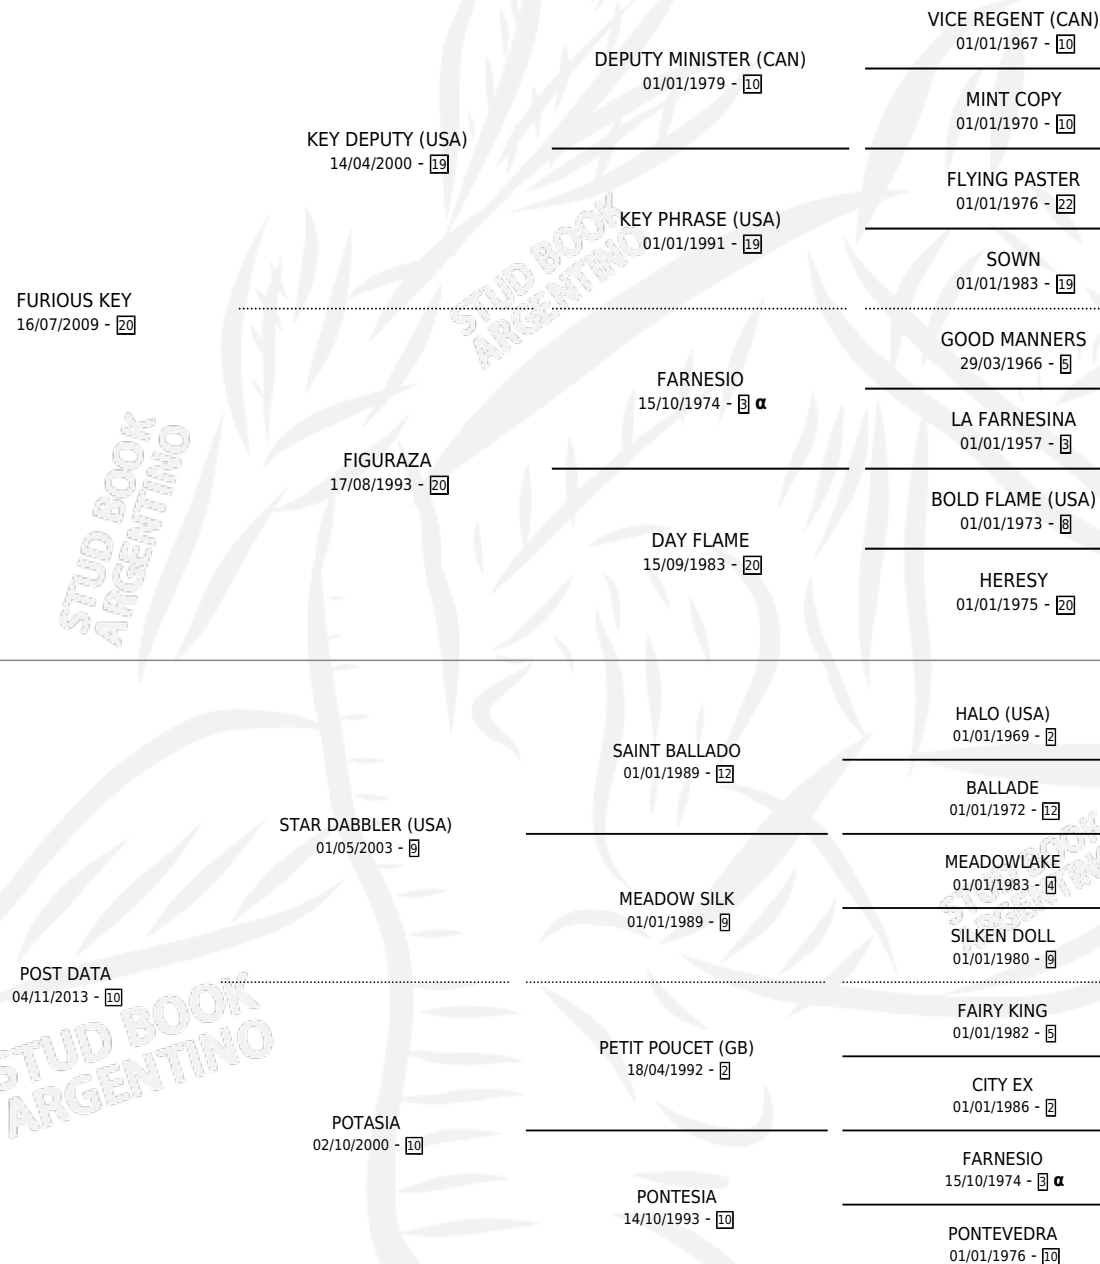 VICE REGENT (CAN)
01/01/1967 - 10
DEPUTY MINISTER (CAN)
01/01/1979 - 10
MINT COPY
01/01/1970 - 10
KEY DEPUTY (USA)
14/04/2000 - 19
FLYING PASTER
01/01/1976 - 22
KEY PHRASE (USA)
01/01/1991 - 19
SOWN
01/01/1983 - 19
FURIOUS KEY
16/07/2009 - 20
GOOD MANNERS
29/03/1966 - 5
FARNESIO
15/10/1974 - 3 α
LA FARNESINA
01/01/1957 - 3
FIGURAZA
17/08/1993 - 20
BOLD FLAME (USA)
01/01/1973 - 8
DAY FLAME
15/09/1983 - 20
HERESY
01/01/1975 - 20
HALO (USA)
01/01/1969 - 2
SAINT BALLADO
01/01/1989 - 12
BALLADE
01/01/1972 - 12
STAR DABBLER (USA)
01/05/2003 - 9
MEADOWLAKE
01/01/1983 - 4
MEADOW SILK
01/01/1989 - 9
SILKEN DOLL
01/01/1980 - 9
POST DATA
04/11/2013 - 10
FAIRY KING
01/01/1982 - 5
PETIT POUCET (GB)
18/04/1992 - 2
CITY EX
01/01/1986 - 2
POTASIA
02/10/2000 - 10
FARNESIO
15/10/1974 - 3 α
PONTESIA
14/10/1993 - 10
PONTEVEDRA
01/01/1976 - 10
STUD BOOK
ARGENTINO
STUD BOOK
ARGENTINO
STUD BOOK
ARGENTINO
STUD BOOK
ARGENTINO